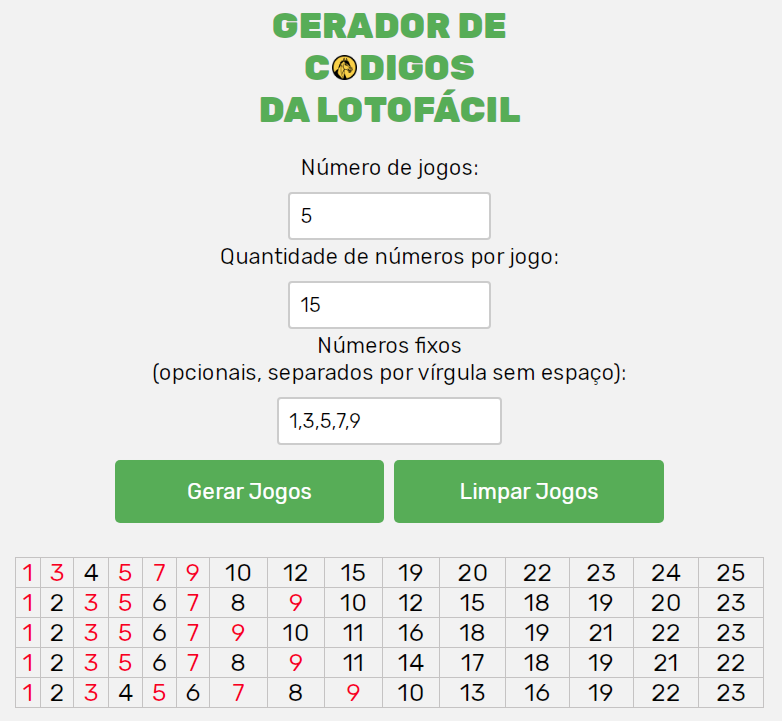 GERADOR DE
CDIGOS
DA LOTOFÁCIL
Número de jogos:
5
Quantidade de números por jogo:
15
Números fixos
(opcionais, separados por vírgula sem espaço):
1,3,5,7,9
Gerar Jogos Limpar Jogos
1 3 4 5 7 9 10 12 15 19 20 22 23 24 25
1 2 3 5 6 7 8 9 10 12 15 18 19 20 23
1 2 3 5 6 7 9 10 11 16 18 19 21 22 23
1 2 3 5 6 7 8 9 11 14 17 18 19 21 22
1 2 3 4 5 6 7 8 9 10 13 16 19 22 23